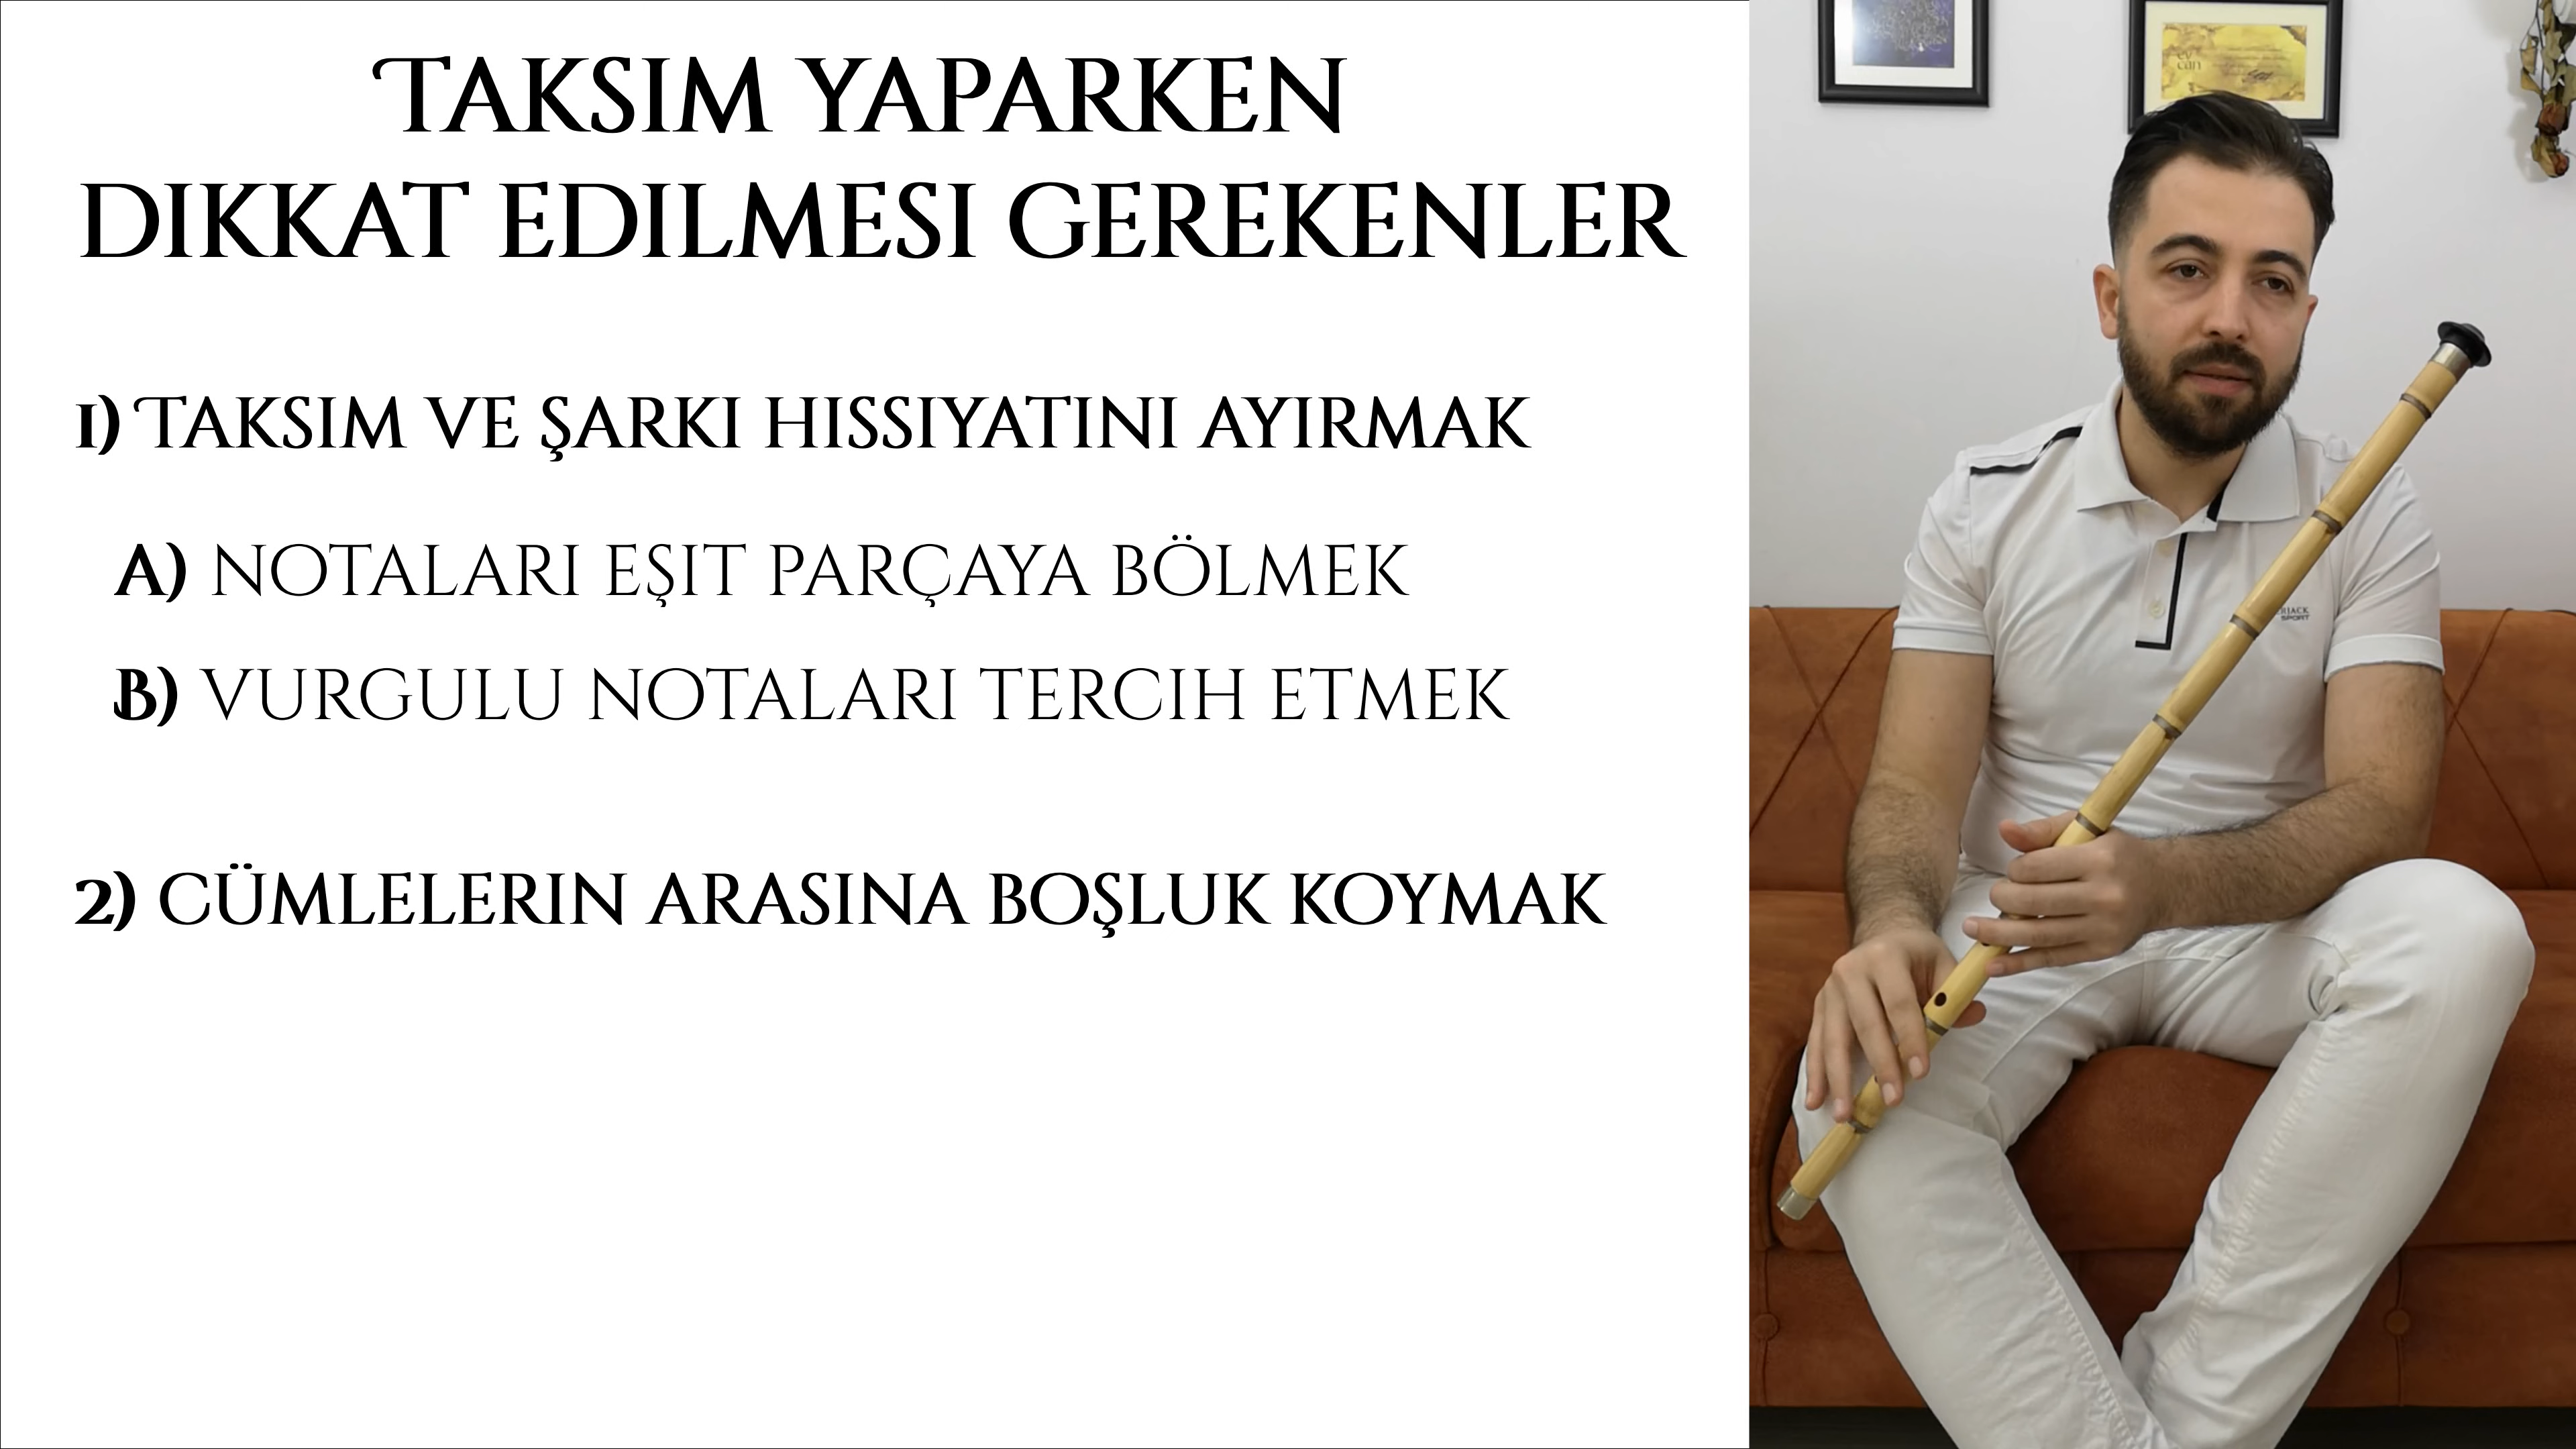 TAKSIM YAPARKEN
DIKKAT EDILMESI GEREKENLER
1) TAKSIM VE ŞARKI HISSIYATINI AYIRMAK
A) NOTALARI EŞIT PARÇAYA BÖLMEK
B) VURGULU NOTALARI TERCIH ETMEK
2) CÜMLELERIN ARASINA BOŞLUK KOYMAK
SPORT